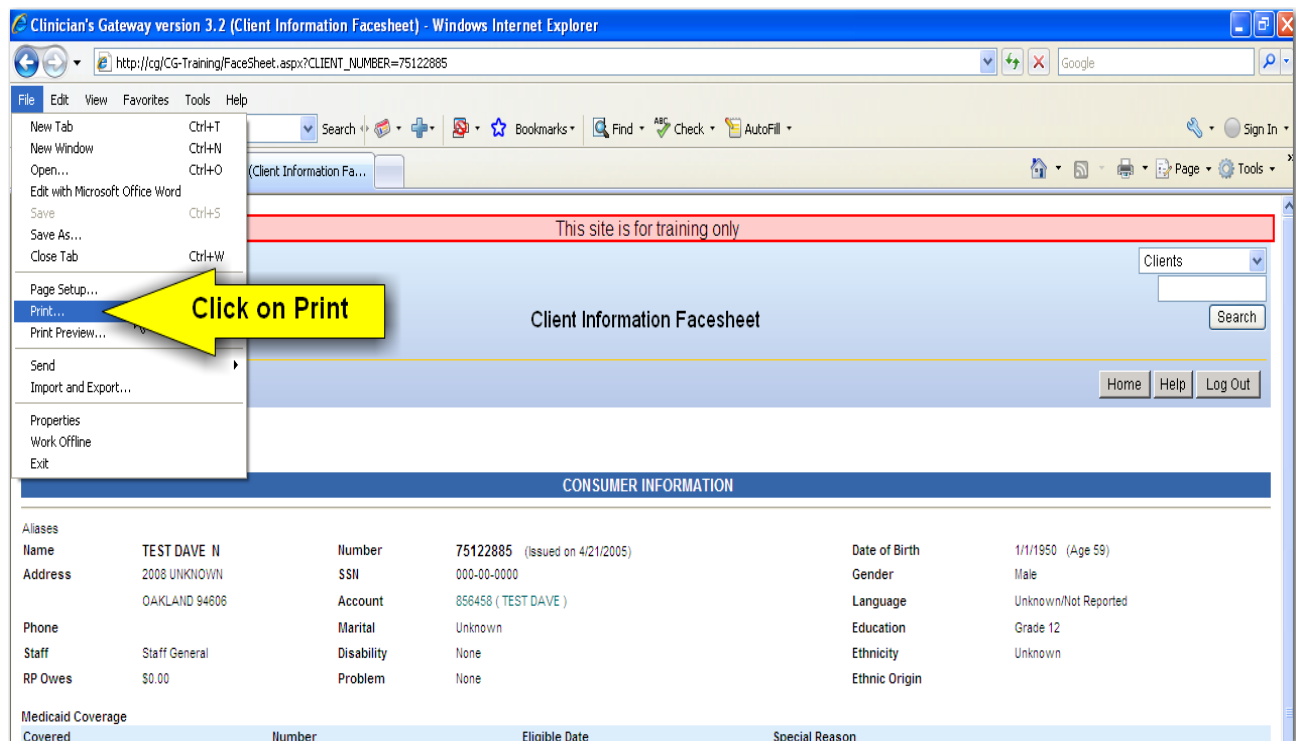 Clinician's Gateway version 3.2 (Client Information Facesheet) - Windows Internet Explorer
http://cg/CG-Training/FaceSheet.aspx?CLIENT_NUMBER=75122885
Google
File Edit View Favorites Tools Help
New Tab Ctrl+T
New Window Ctrl+N
Open... Ctrl+O
Edit with Microsoft Office Word
Save Ctrl+S
Save As...
Close Tab Ctrl+W
Page Setup...
Print...
Print Preview...
Send
Import and Export...
Properties
Work Offline
Exit
Search Bookmarks Find ABC Check AutoFill Sign In
(Client Information Fa... Page Tools
This site is for training only
Clients
Click on Print
Client Information Facesheet
Search
Home Help Log Out
CONSUMER INFORMATION
Aliases
Name TEST DAVE N Number 75122885 (Issued on 4/21/2005) Date of Birth 1/1/1950 (Age 59)
Address 2008 UNKNOWN SSN 000-00-0000 Gender Male
OAKLAND 94606 Account 856458 ( TEST DAVE ) Language Unknown/Not Reported
Phone Marital Unknown Education Grade 12
Staff Staff General Disability None Ethnicity Unknown
RP Owes $0.00 Problem None Ethnic Origin
Medicaid Coverage
Covered Number Eligible Date Special Reason